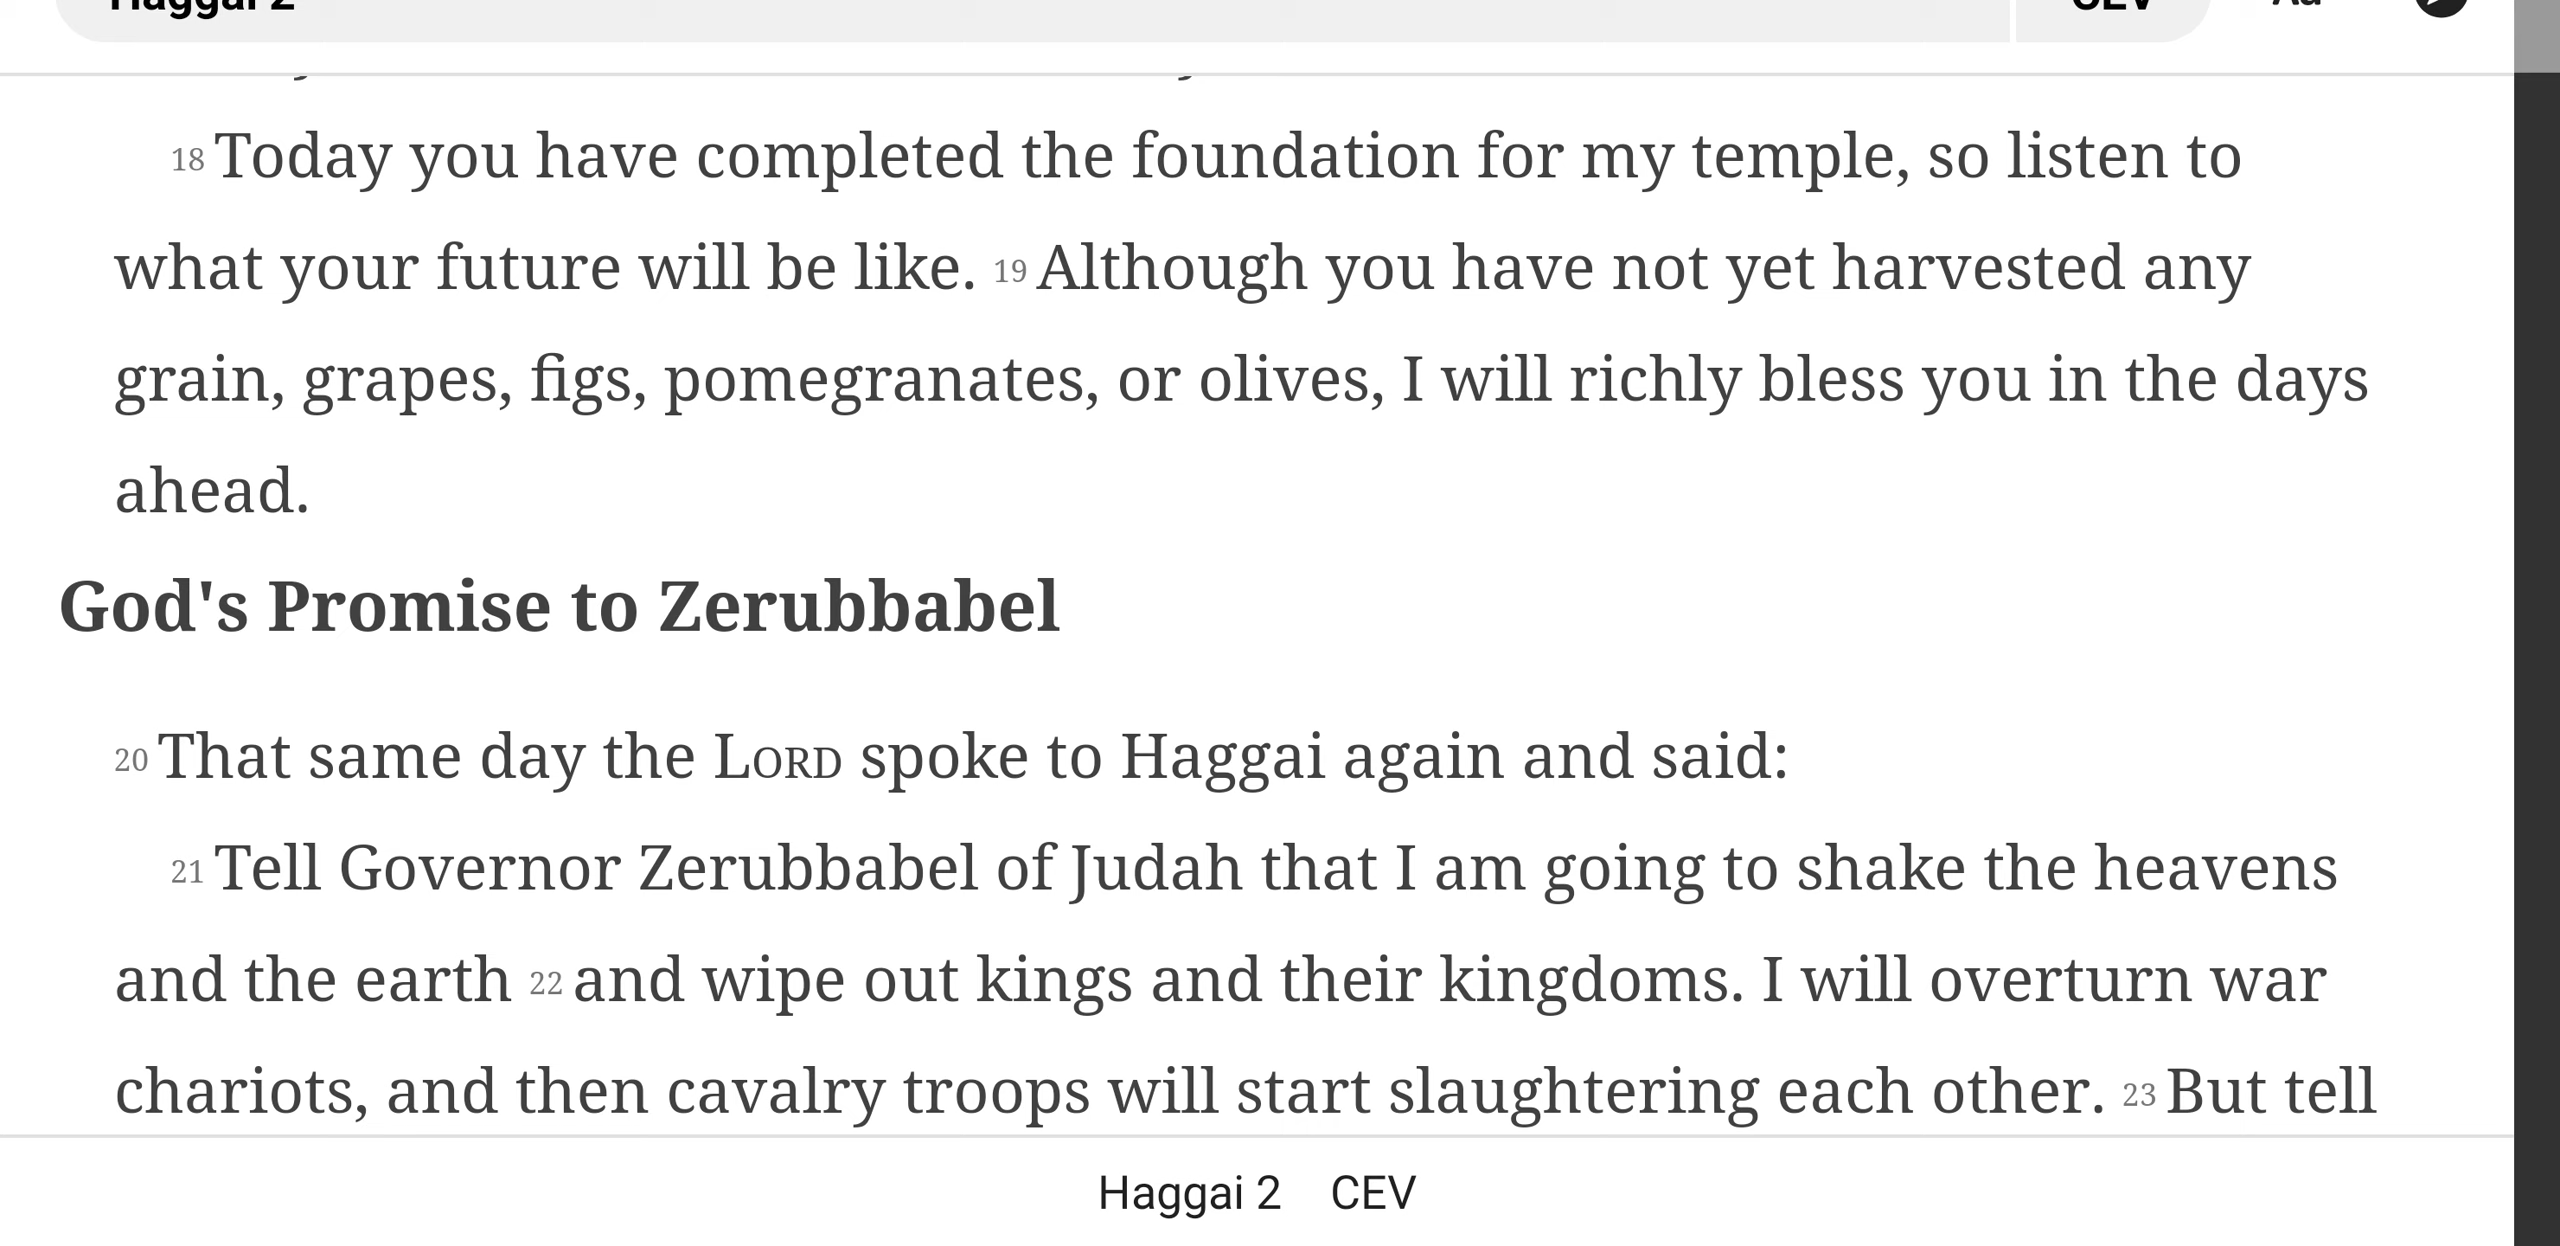 Haggai 2 CEV Aa
18 Today you have completed the foundation for my temple, so listen to
what your future will be like. 19 Although you have not yet harvested any
grain, grapes, figs, pomegranates, or olives, I will richly bless you in the days
ahead.
God's Promise to Zerubbabel
20 That same day the LORD spoke to Haggai again and said:
21 Tell Governor Zerubbabel of Judah that I am going to shake the heavens
and the earth 22 and wipe out kings and their kingdoms. I will overturn war
chariots, and then cavalry troops will start slaughtering each other. 23 But tell
Haggai 2 CEV